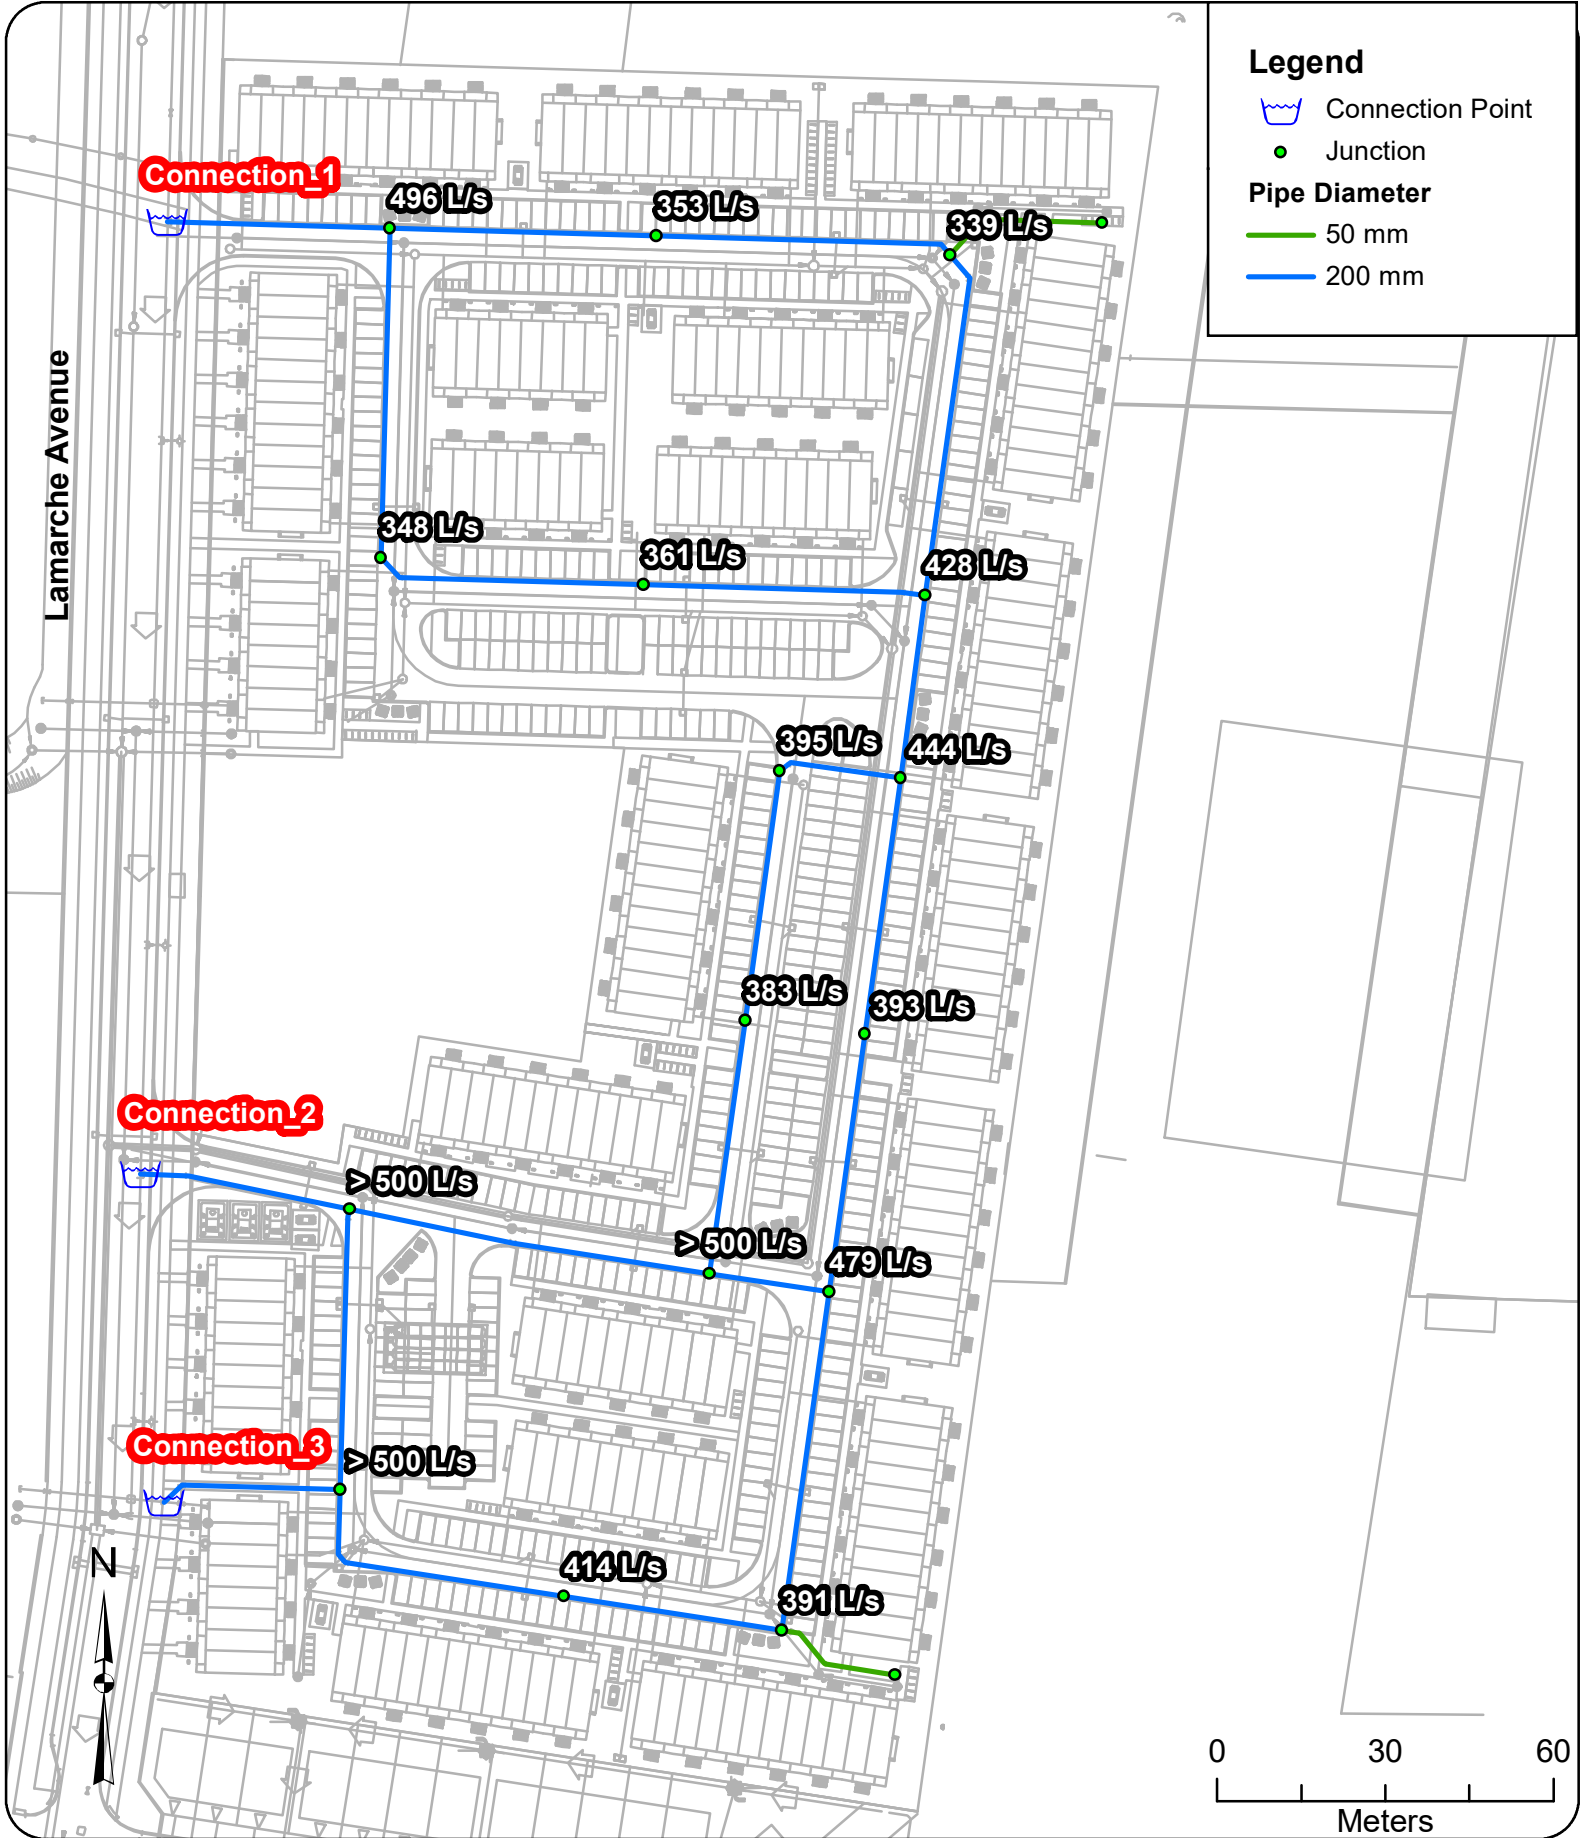 Legend
Connection Point
Junction
Pipe Diameter
50 mm
200 mm
Connection_1
496 L/s
353 L/s
339 L/s
Lamarche Avenue
348 L/s
361 L/s
428 L/s
395 L/s
444 L/s
383 L/s
393 L/s
Connection_2
> 500 L/s
> 500 L/s
479 L/s
Connection_3
> 500 L/s
N
414 L/s
391 L/s
0 30 60
Meters